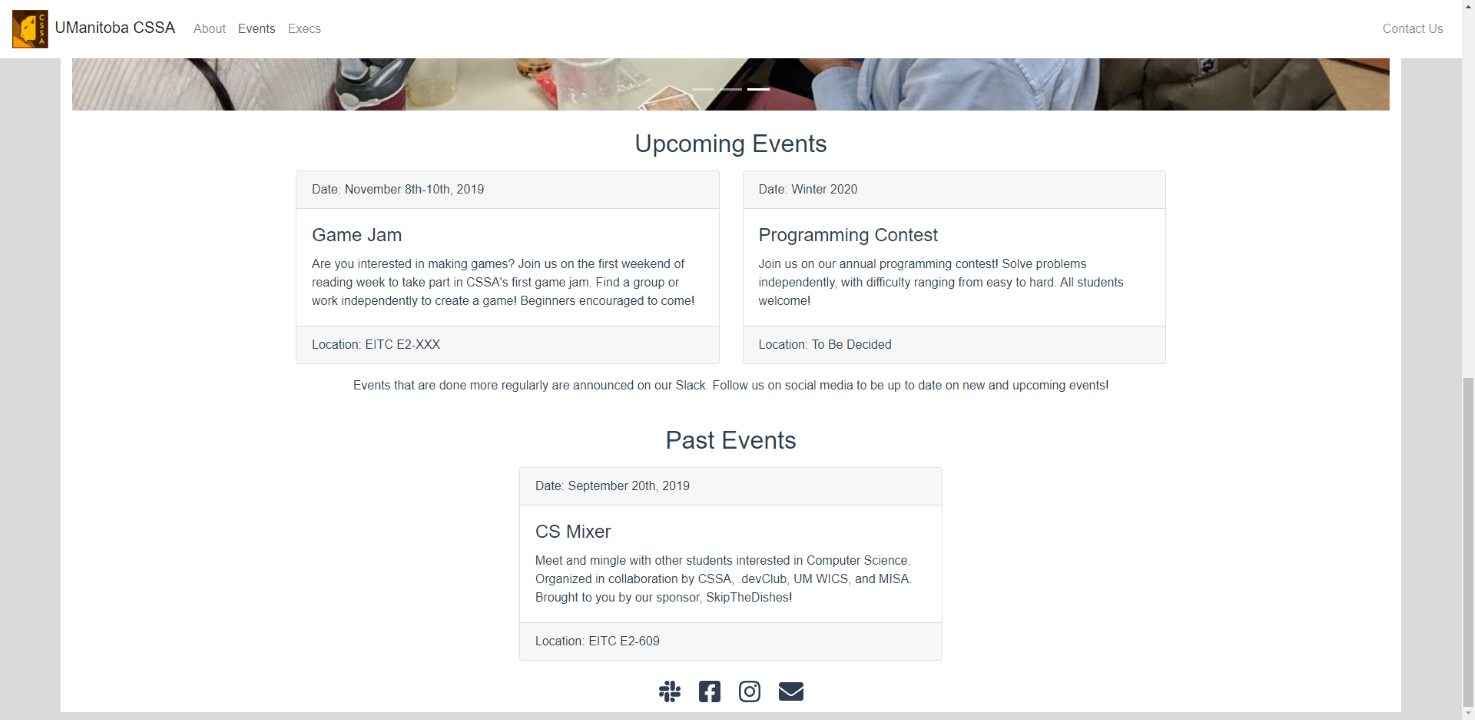 CSSA
UManitoba CSSA
About
Events
Execs
Contact Us
Upcoming Events
Date: November 8th-10th, 2019
Game Jam
Are you interested in making games? Join us on the first weekend of
reading week to take part in CSSA's first game jam. Find a group or
work independently to create a game! Beginners encouraged to come!
Location: EITC E2-XXX
Date: Winter 2020
Programming Contest
Join us on our annual programming contest! Solve problems
independently, with difficulty ranging from easy to hard. All students
welcome!
Location: To Be Decided
Events that are done more regularly are announced on our Slack. Follow us on social media to be up to date on new and upcoming events!
Past Events
Date: September 20th, 2019
CS Mixer
Meet and mingle with other students interested in Computer Science.
Organized in collaboration by CSSA, .devClub, UM WICS, and MISA.
Brought to you by our sponsor, SkipTheDishes!
Location: EITC E2-609